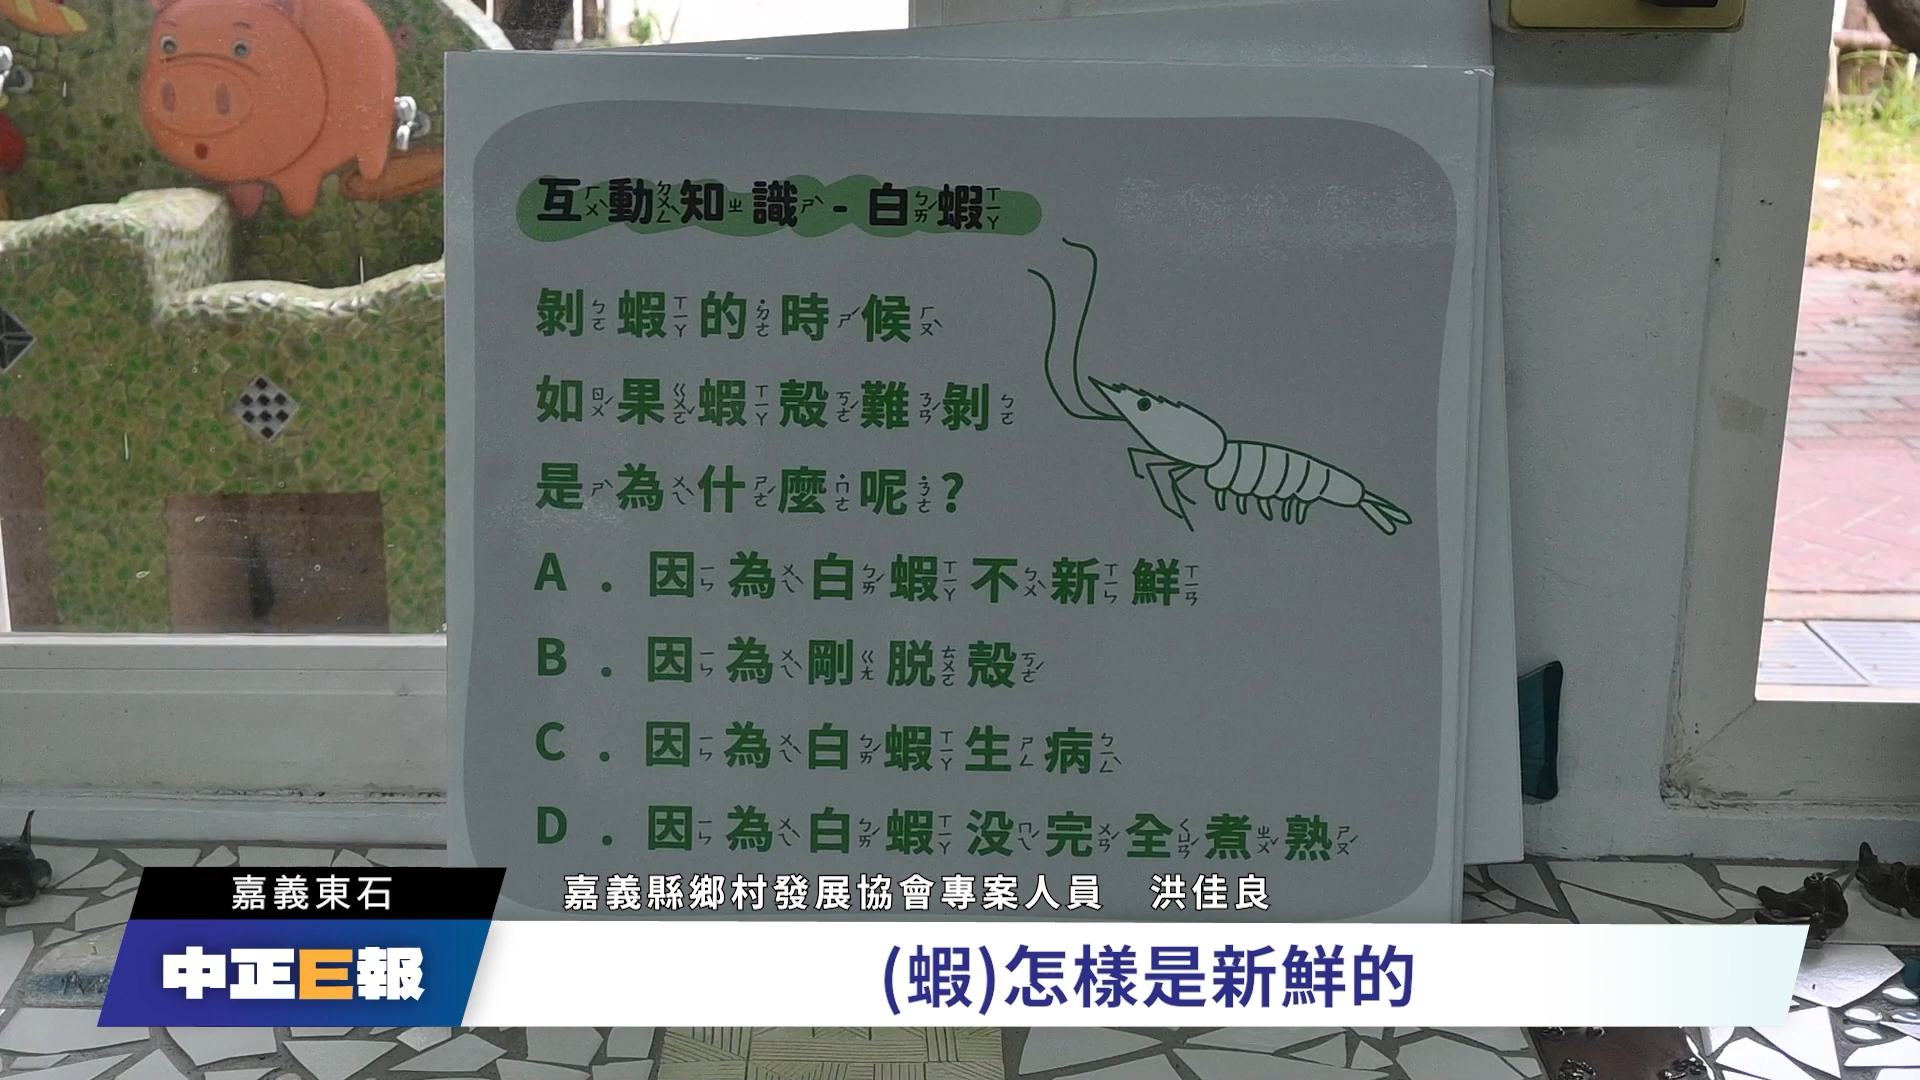 互動知識-白蝦
剝蝦的時候
如果蝦殼難剝
是為什麼呢?
A．因為白蝦不新鮮
B．因為剛脫殼
C．因為白蝦生病
D．因為白蝦沒完全煮熟
嘉義東石 嘉義縣鄉村發展協會專案人員 洪佳良
中正E報 (蝦)怎樣是新鮮的